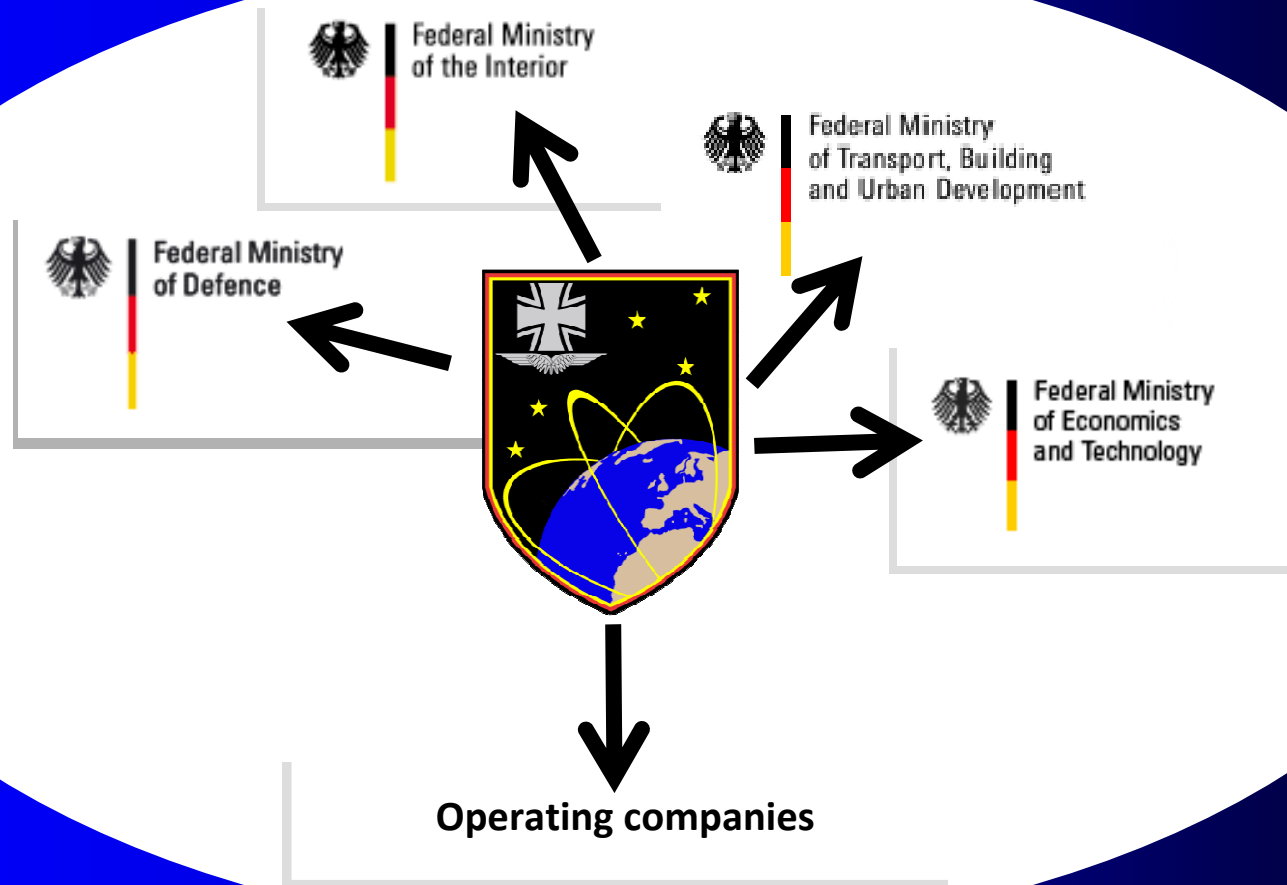 Federal Ministry
of the Interior
Federal Ministry
of Transport, Building
and Urban Development
Federal Ministry
of Defence
Federal Ministry
of Economics
and Technology
Operating companies